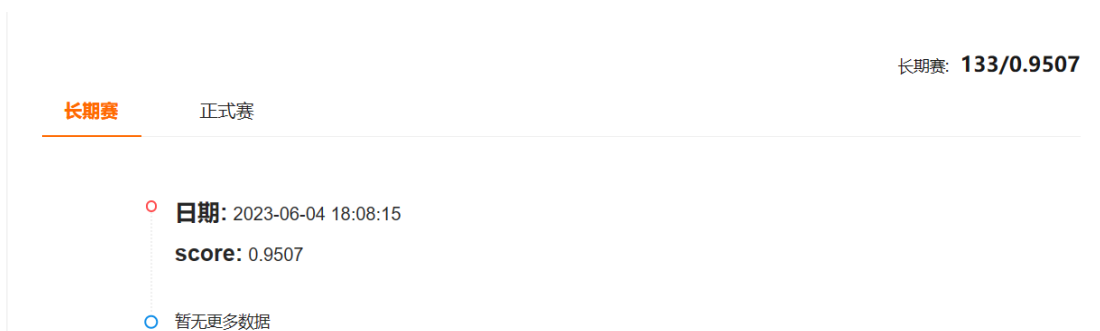 长期赛: 133/0.9507
长期赛 正式赛
日期: 2023-06-04 18:08:15
score: 0.9507
暂无更多数据